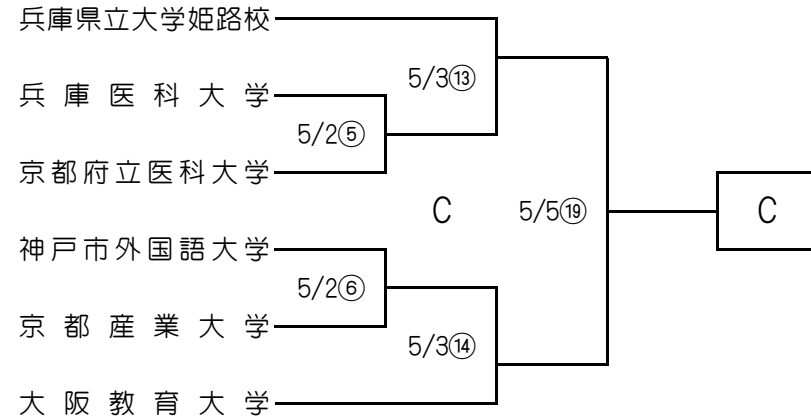 兵庫県立大学姫路校
5/3⑬
兵庫医科大学
5/2⑤
京都府立医科大学
C
5/5⑲
C
神戸市外国語大学
5/2⑥
京都産業大学
5/3⑭
大阪教育大学